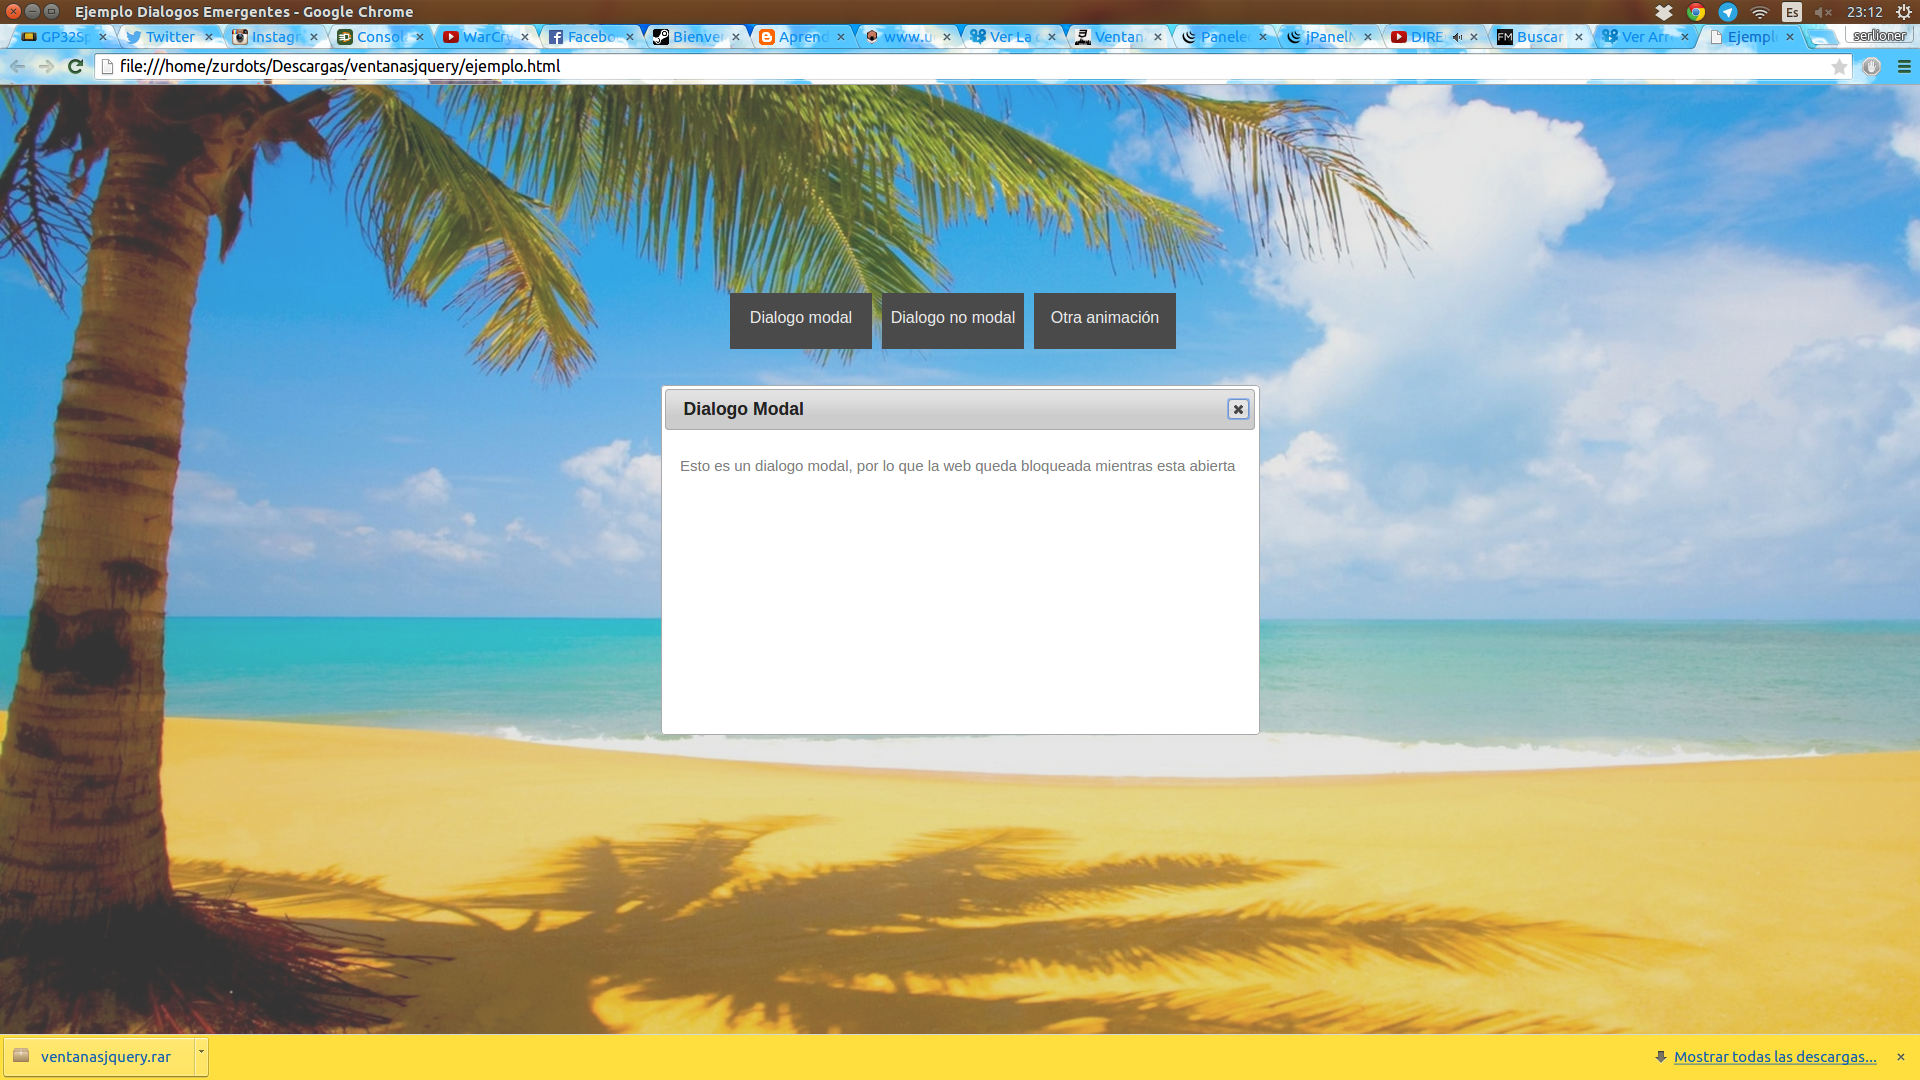 Ejemplo Dialogos Emergentes - Google Chrome
Es
23:12
GP32Sp
Twitter
Instagr
Consol
WarCry
Facebo
Bienve
Aprend
www.u
Ver La
Ventan
Panele
jPanelM
DIRE
Buscar
Ver Arr
Ejempl
serlioner
file:///home/zurdots/Descargas/ventanasjquery/ejemplo.html
Dialogo modal
Dialogo no modal
Otra animación
Dialogo Modal
Esto es un dialogo modal, por lo que la web queda bloqueada mientras esta abierta
ventanasjquery.rar
Mostrar todas las descargas...